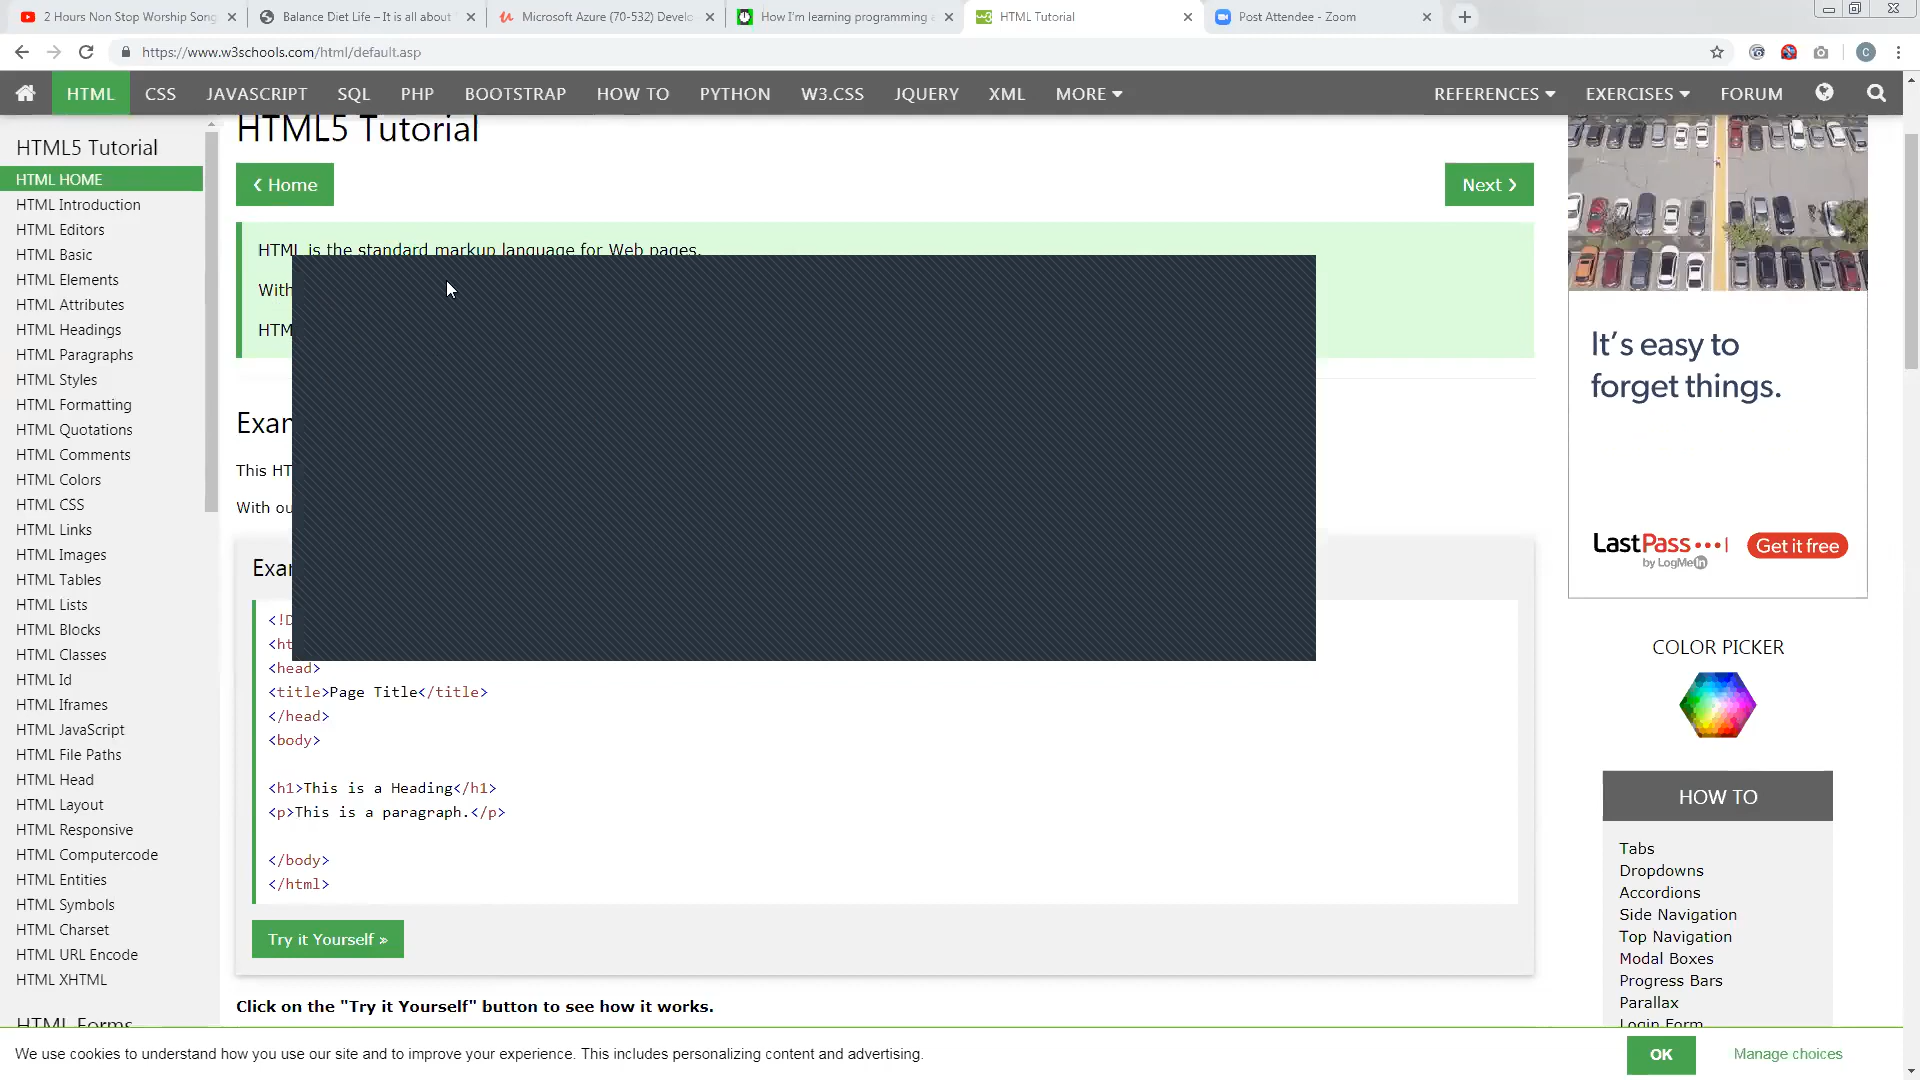 2 Hours Non Stop Worship Song
Balance Diet Life – It is all about
Microsoft Azure (70-532) Develo
How I'm learning programming a
HTML Tutorial
Post Attendee - Zoom
https://www.w3schools.com/html/default.asp
C
HTML CSS JAVASCRIPT SQL PHP BOOTSTRAP HOW TO PYTHON W3.CSS JQUERY XML MORE REFERENCES EXERCISES FORUM
HTML5 Tutorial
HTML HOME
HTML Introduction
HTML Editors
HTML Basic
HTML Elements
HTML Attributes
HTML Headings
HTML Paragraphs
HTML Styles
HTML Formatting
HTML Quotations
HTML Comments
HTML Colors
HTML CSS
HTML Links
HTML Images
HTML Tables
HTML Lists
HTML Blocks
HTML Classes
HTML Id
HTML Iframes
HTML JavaScript
HTML File Paths
HTML Head
HTML Layout
HTML Responsive
HTML Computercode
HTML Entities
HTML Symbols
HTML Charset
HTML URL Encode
HTML XHTML
HTML Forms
HTML5 Tutorial
❮ Home
Next ❯
HTML is the standard markup language for Web pages.
With
HTM
Exam
This HT
With ou
Exam
<!D
<ht
<head>
<title>Page Title</title>
</head>
<body>
<h1>This is a Heading</h1>
<p>This is a paragraph.</p>
</body>
</html>
Try it Yourself »
Click on the "Try it Yourself" button to see how it works.
It's easy to
forget things.
LastPass •••|
by LogMeIn
Get it free
COLOR PICKER
HOW TO
Tabs
Dropdowns
Accordions
Side Navigation
Top Navigation
Modal Boxes
Progress Bars
Parallax
Login Form
We use cookies to understand how you use our site and to improve your experience. This includes personalizing content and advertising.
OK
Manage choices